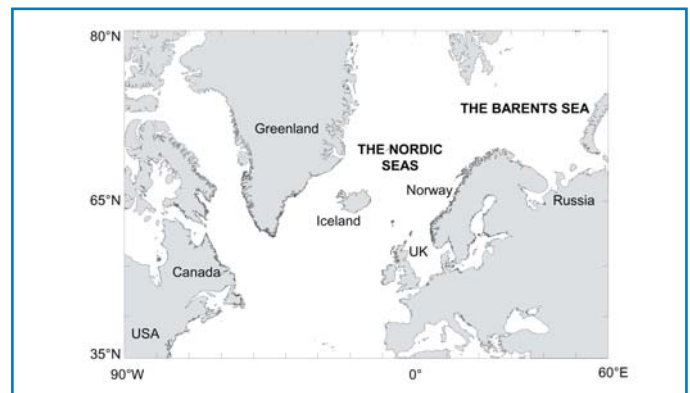 80°N
THE BARENTS SEA
Greenland
THE NORDIC
SEAS
Norway
65°N
Russia
Iceland
UK
Canada
USA
35°N
90°W
0°
60°E